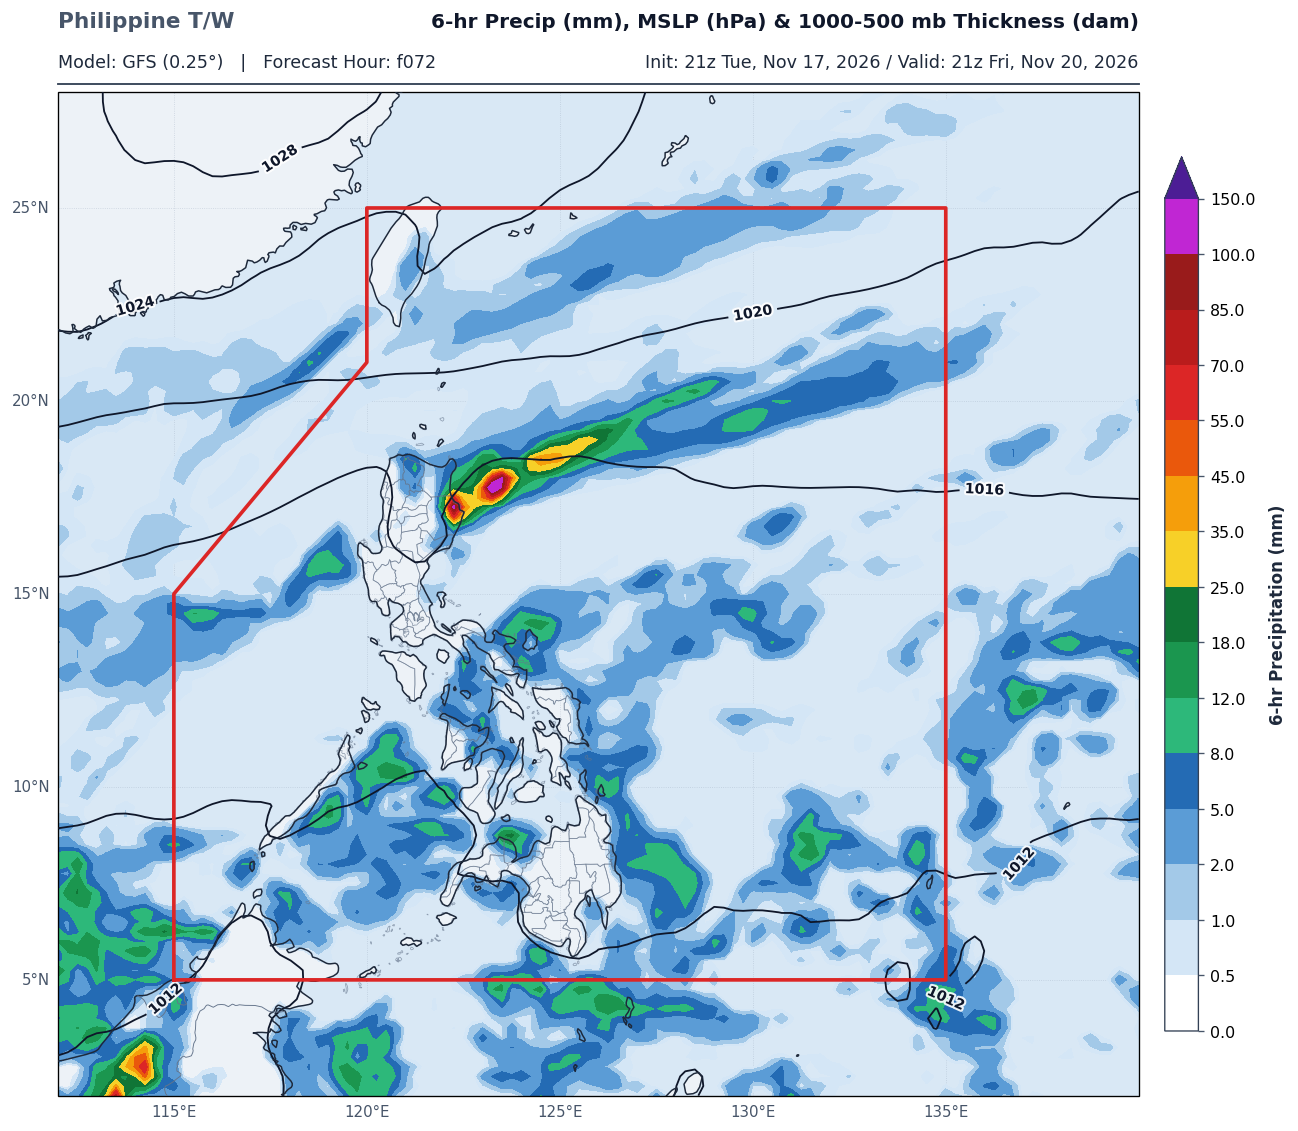 Philippine T/W
6-hr Precip (mm), MSLP (hPa) & 1000-500 mb Thickness (dam)
Model: GFS (0.25°)   |   Forecast Hour: f072
Init: 21z Tue, Nov 17, 2026 / Valid: 21z Fri, Nov 20, 2026
1028
1024
1020
1016
1012
1012
1012
25°N
20°N
15°N
10°N
5°N
115°E
120°E
125°E
130°E
135°E
150.0
100.0
85.0
70.0
55.0
45.0
35.0
25.0
18.0
12.0
8.0
5.0
2.0
1.0
0.5
0.0
6-hr Precipitation (mm)